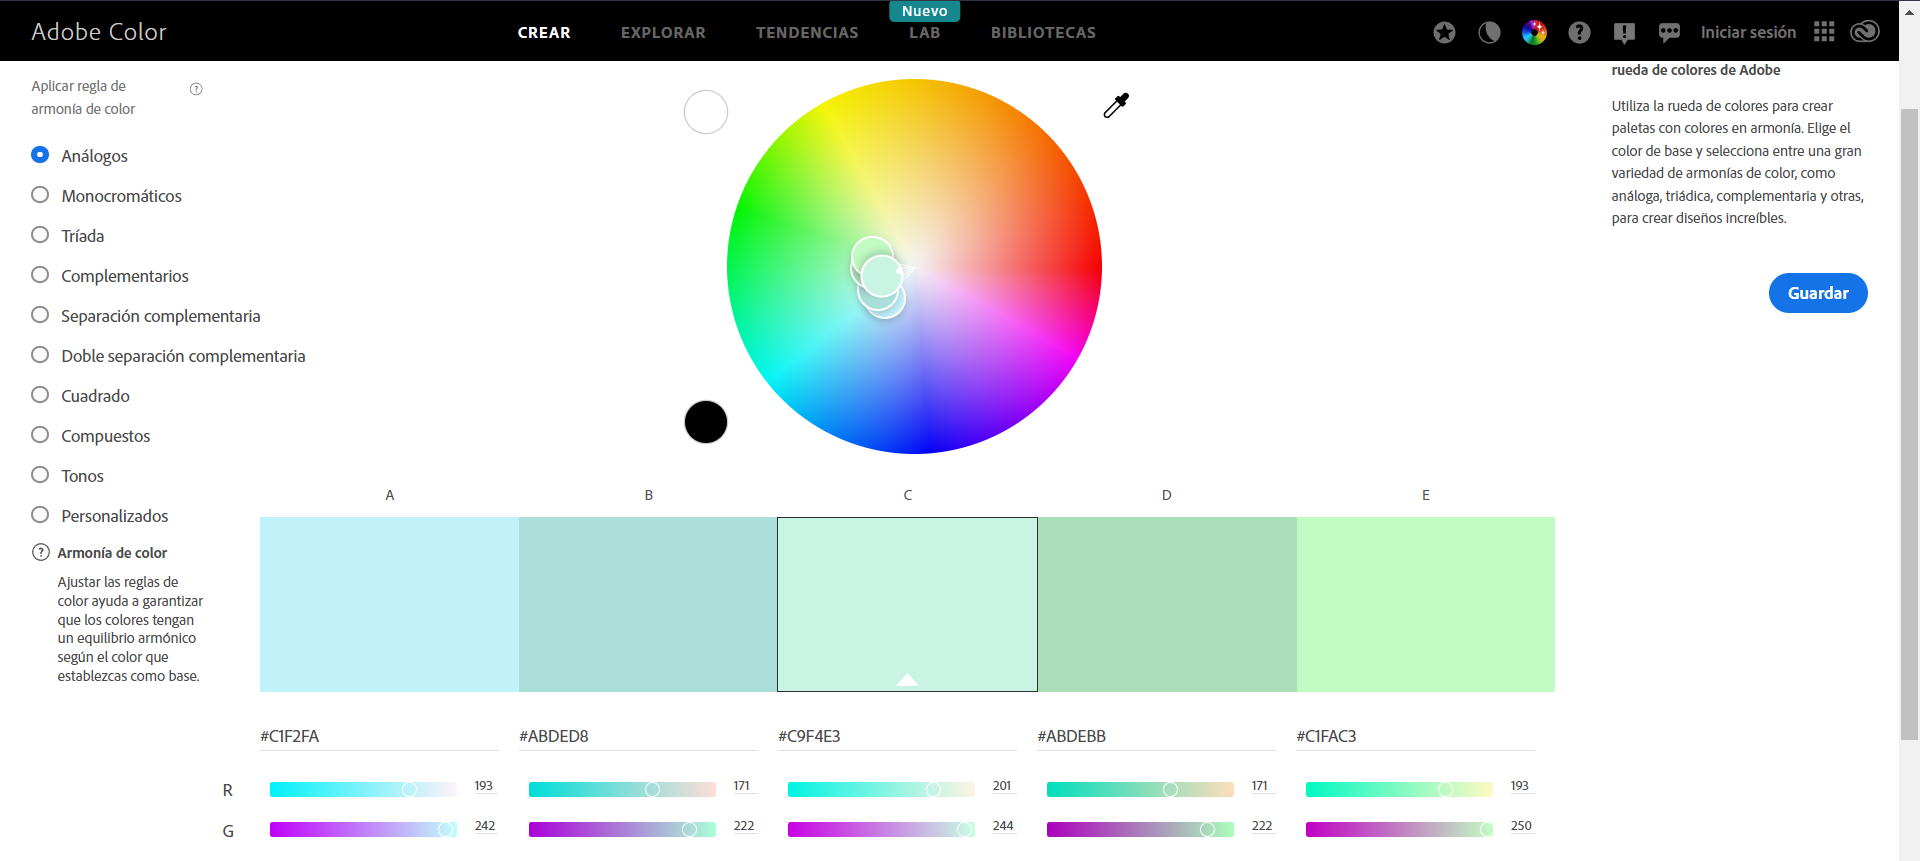 Adobe Color
CREAR
EXPLORAR
TENDENCIAS
Nuevo
LAB
BIBLIOTECAS
Iniciar sesión
Aplicar regla de
armonía de color
Análogos
Monocromáticos
Tríada
Complementarios
Separación complementaria
Doble separación complementaria
Cuadrado
Compuestos
Tonos
Personalizados
Armonía de color
Ajustar las reglas de
color ayuda a garantizar
que los colores tengan
un equilibrio armónico
según el color que
establezcas como base.
rueda de colores de Adobe
Utiliza la rueda de colores para crear
paletas con colores en armonía. Elige el
color de base y selecciona entre una gran
variedad de armonías de color, como
análoga, triádica, complementaria y otras,
para crear diseños increíbles.
Guardar
A B C D E
#C1F2FA #ABDED8 #C9F4E3 #ABDEBB #C1FAC3
R 193 171 201 171 193
G 242 222 244 222 250